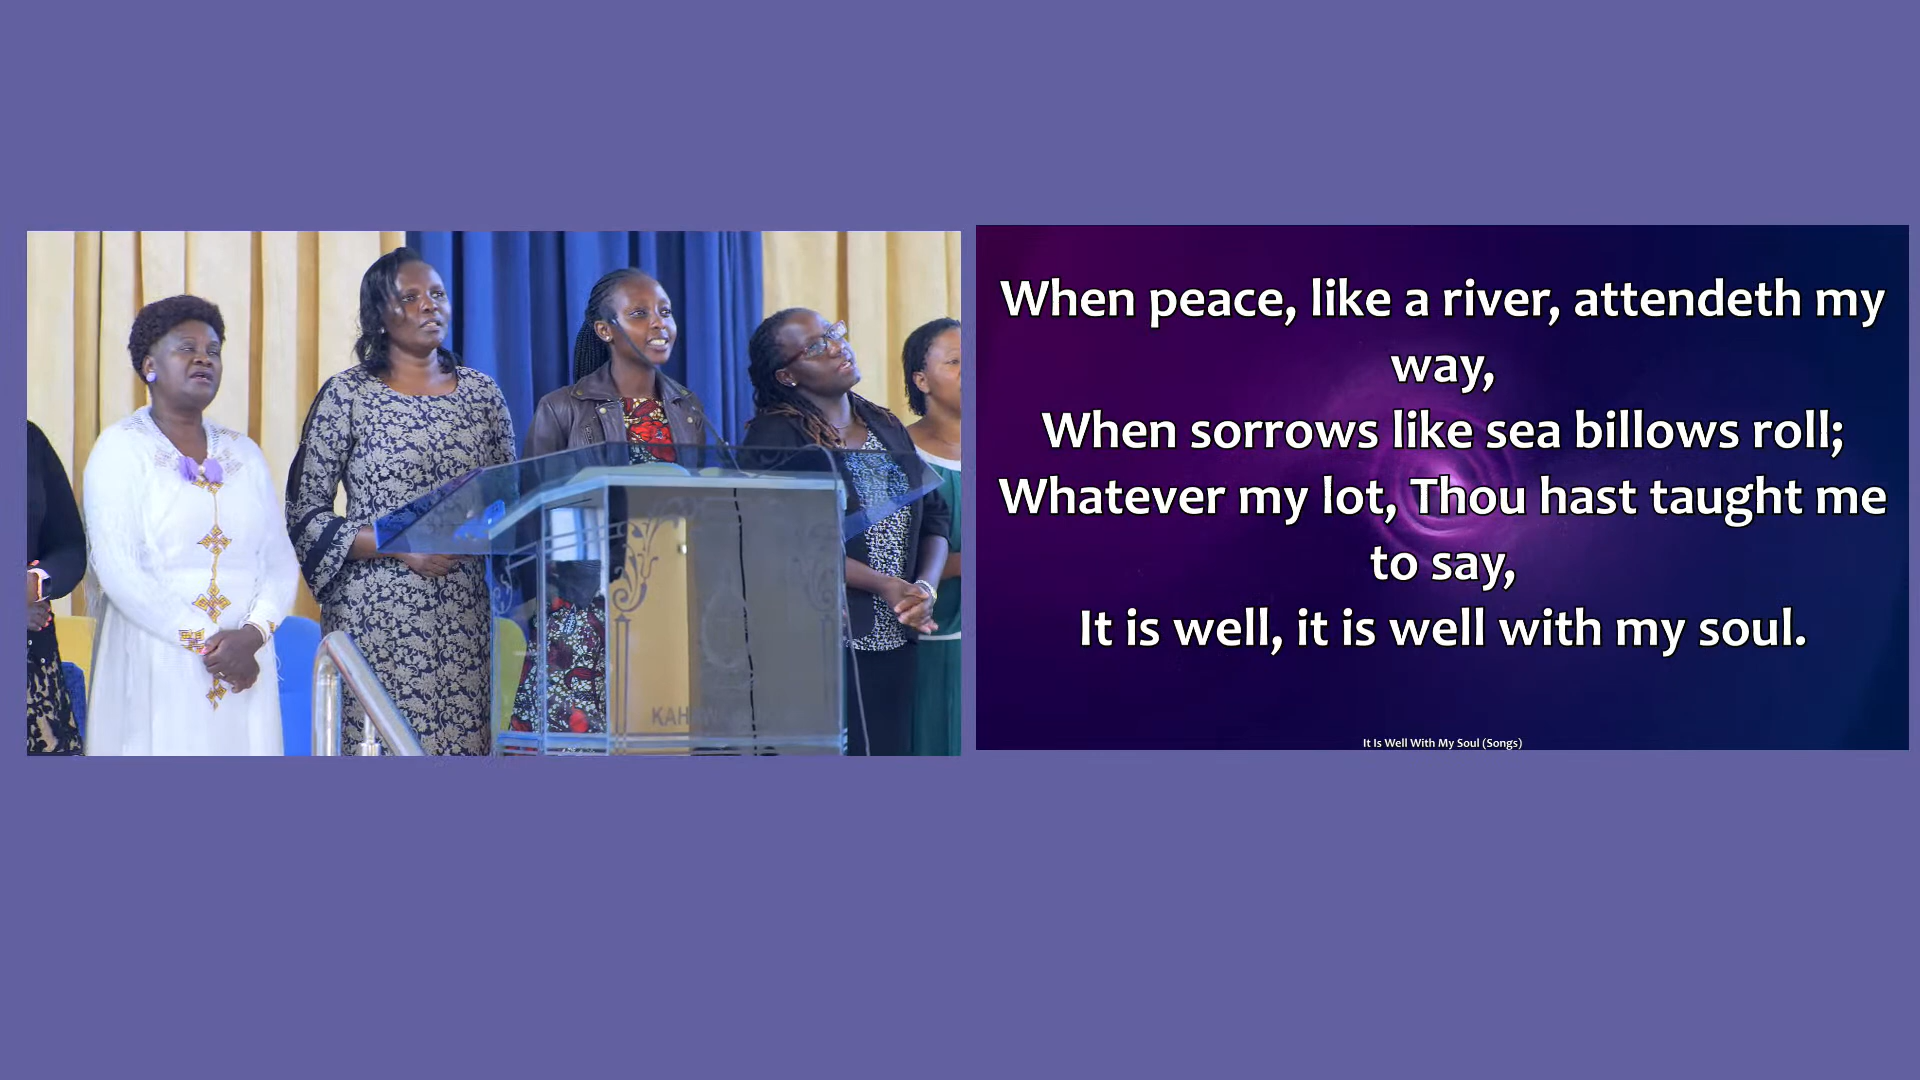 When peace, like a river, attendeth my
way,
When sorrows like sea billows roll;
Whatever my lot, Thou hast taught me
to say,
It is well, it is well with my soul.
It Is Well With My Soul (Songs)